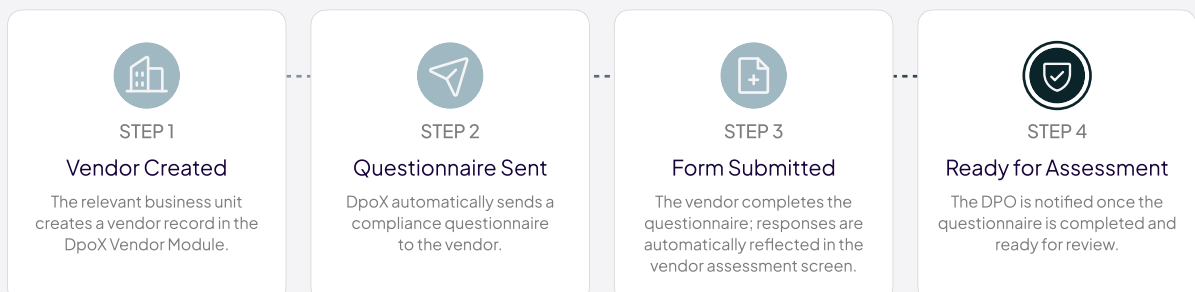 STEP 1
Vendor Created
The relevant business unit
creates a vendor record in the
DpoX Vendor Module.
STEP 2
Questionnaire Sent
DpoX automatically sends a
compliance questionnaire
to the vendor.
STEP 3
Form Submitted
The vendor completes the
questionnaire; responses are
automatically reflected in the
vendor assessment screen.
STEP 4
Ready for Assessment
The DPO is notified once the
questionnaire is completed and
ready for review.